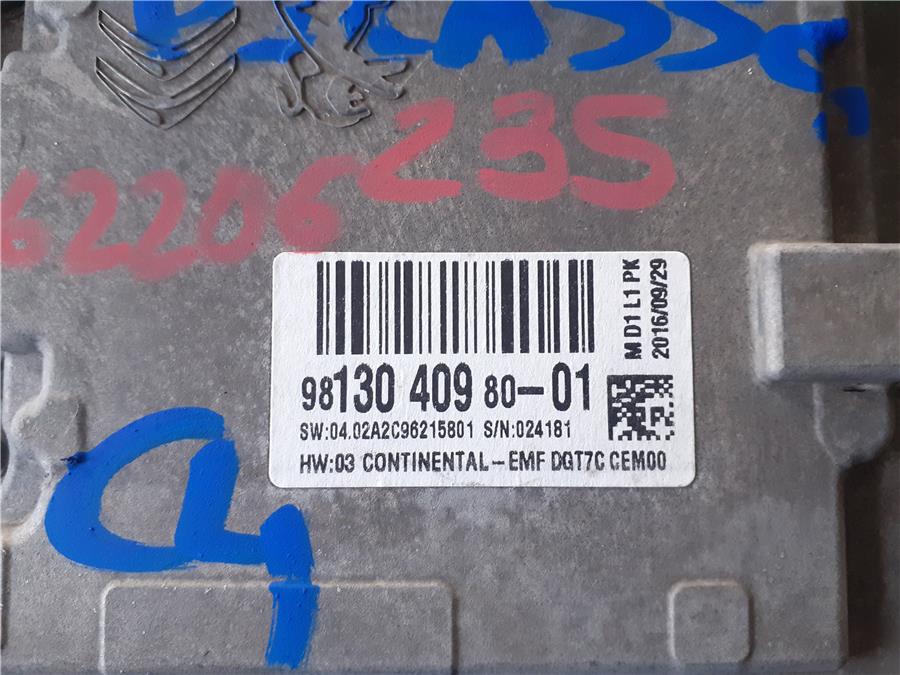 235
62206
M D1 L1 PK
2016/09/29
98130 409 80-01
SW:04.02A2C96215801 S/N:024181
HW:03 CONTINENTAL-EMF DGT7C CEM00
C4